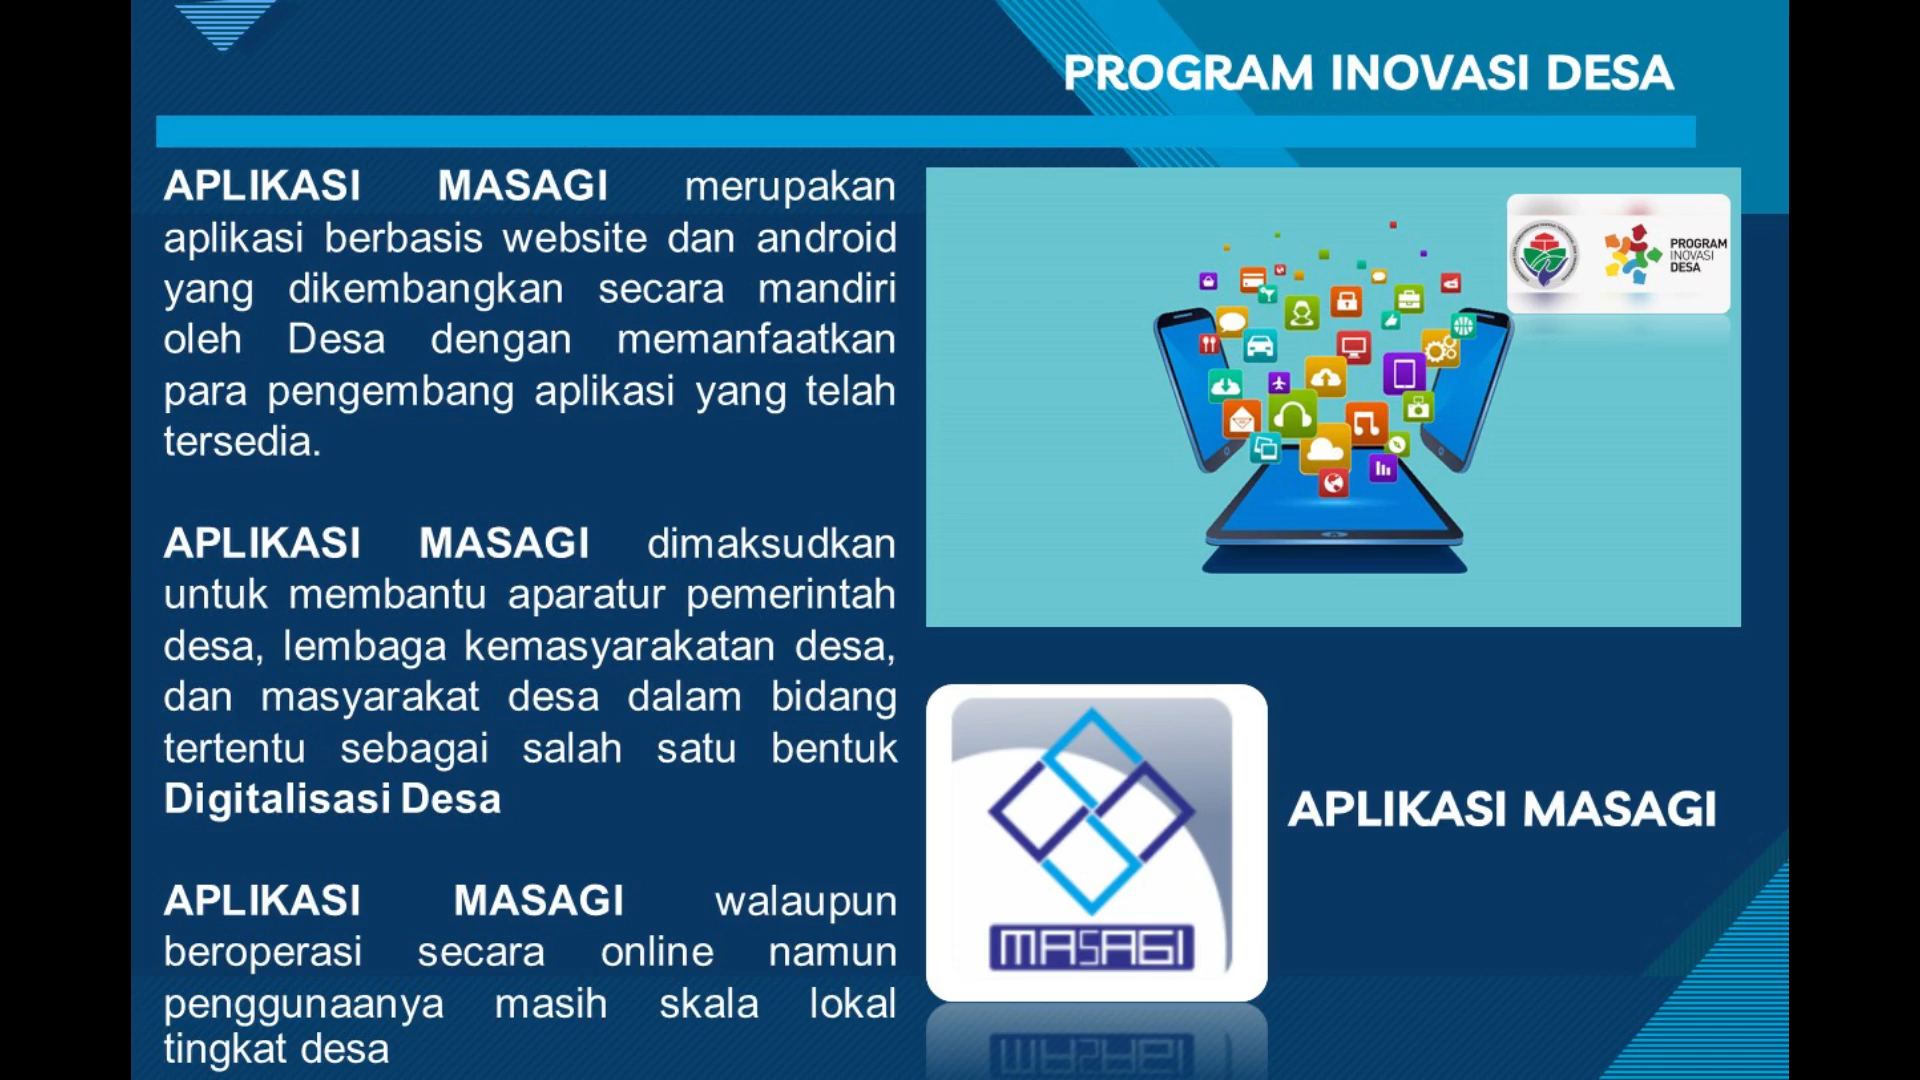 PROGRAM INOVASI DESA
APLIKASI MASAGI merupakan
aplikasi berbasis website dan android
yang dikembangkan secara mandiri
oleh Desa dengan memanfaatkan
para pengembang aplikasi yang telah
tersedia.
APLIKASI MASAGI dimaksudkan
untuk membantu aparatur pemerintah
desa, lembaga kemasyarakatan desa,
dan masyarakat desa dalam bidang
tertentu sebagai salah satu bentuk
Digitalisasi Desa
APLIKASI MASAGI walaupun
beroperasi secara online namun
penggunaanya masih skala lokal
tingkat desa
PROGRAM
INOVASI
DESA
MASAGI
APLIKASI MASAGI